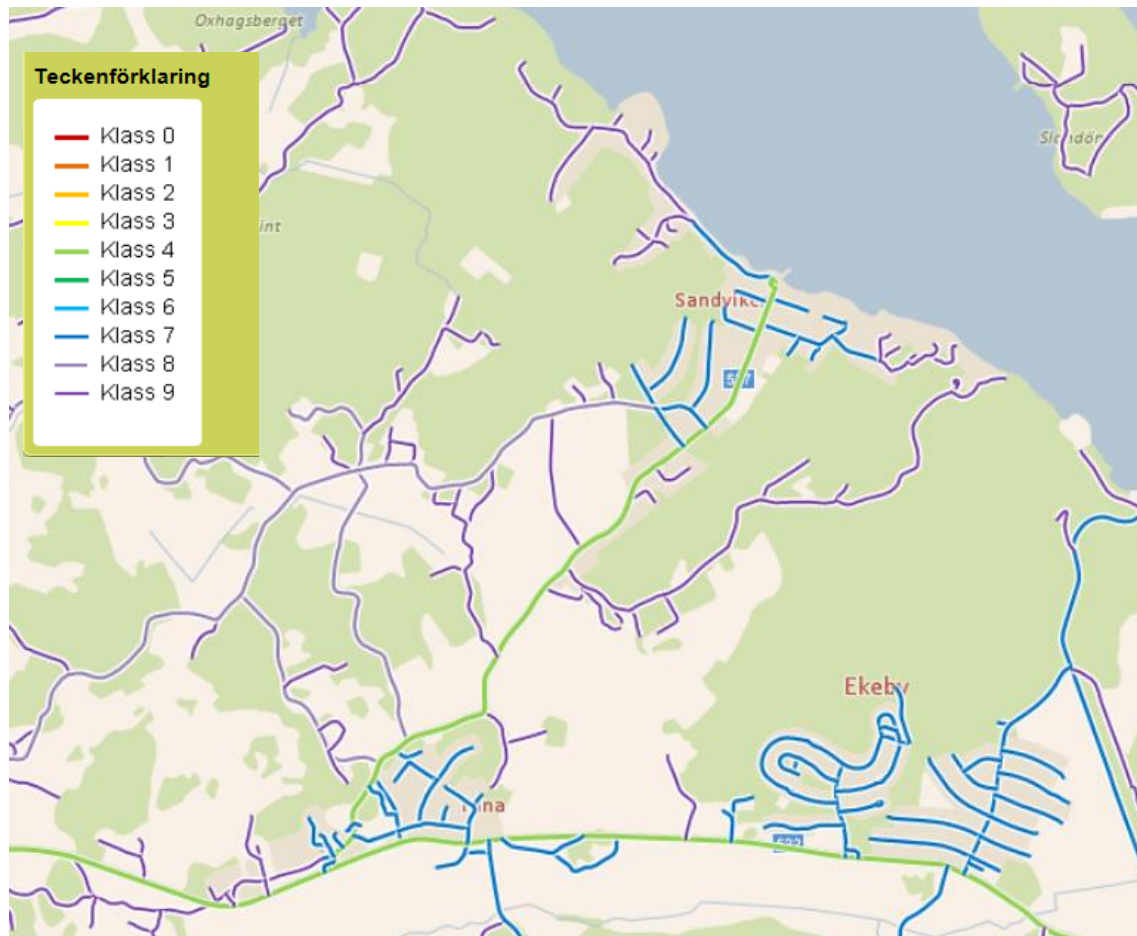 Oxhagsberget
Teckenförklaring
Klass 0
Klass 1
Klass 2
Klass 3
Klass 4
Klass 5
Klass 6
Klass 7
Klass 8
Klass 9
Ekeby